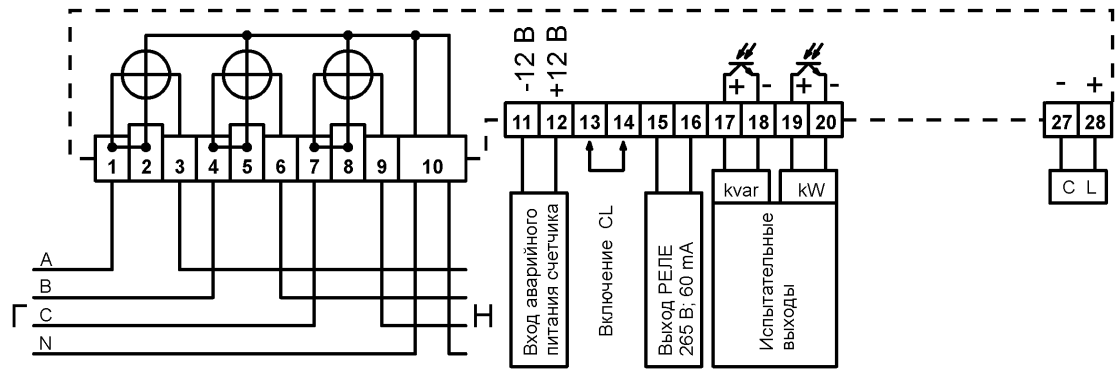 -12 В
+12 В
+ -
+ -
- +
1 2 3 4 5 6 7 8 9 10
11 12 13 14 15 16 17 18 19 20
27 28
kvar
kW
C L
A
B
C
N
Г
Н
Вход аварийного
питания счетчика
Включение CL
Выход РЕЛЕ
265 В; 60 mA
Испытательные
выходы